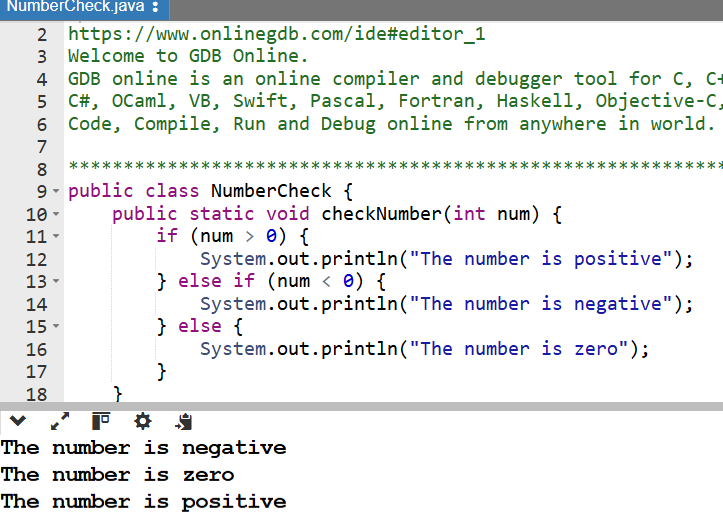 NumberCheck.java
2 https://www.onlinegdb.com/ide#editor_1
3 Welcome to GDB Online.
4 GDB online is an online compiler and debugger tool for C, C+
5 C#, OCaml, VB, Swift, Pascal, Fortran, Haskell, Objective-C,
6 Code, Compile, Run and Debug online from anywhere in world.
7
8 ************************************************************
9 public class NumberCheck {
10     public static void checkNumber(int num) {
11         if (num > 0) {
12             System.out.println("The number is positive");
13         } else if (num < 0) {
14             System.out.println("The number is negative");
15         } else {
16             System.out.println("The number is zero");
17         }
18     }
The number is negative
The number is zero
The number is positive